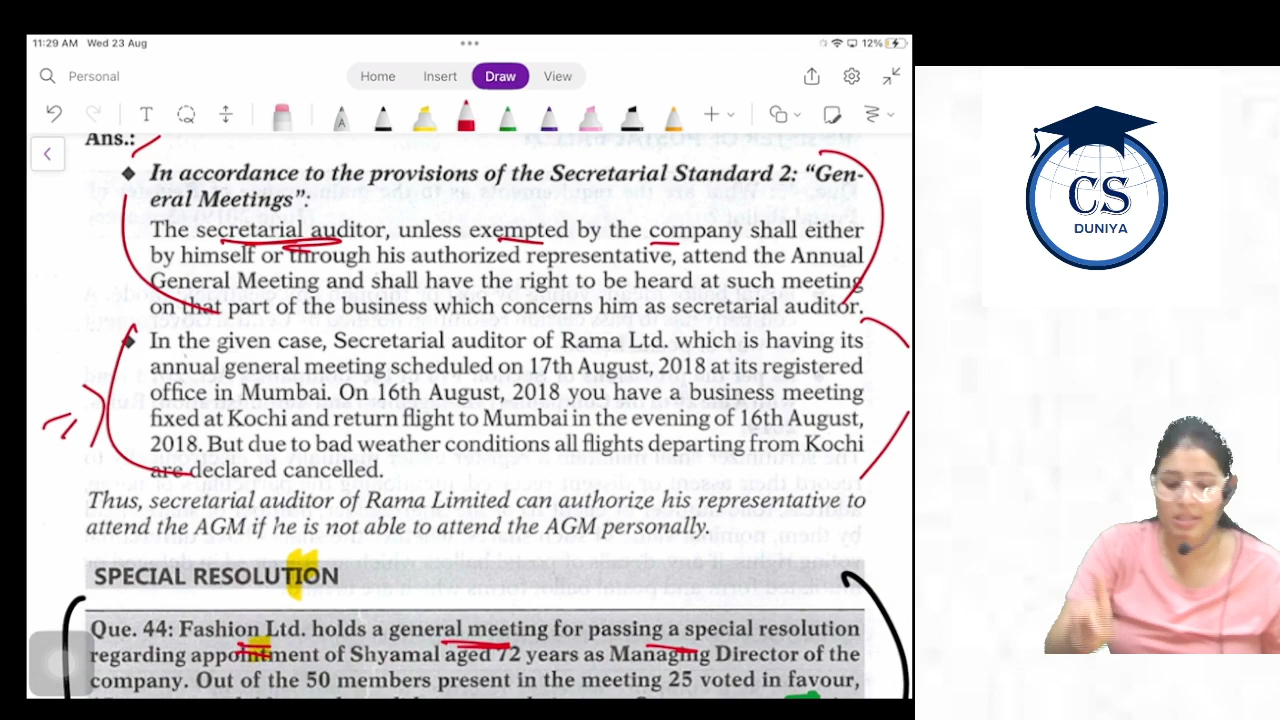 11:29 AM Wed 23 Aug
12%
Personal
Home Insert Draw View
Ans.:
In accordance to the provisions of the Secretarial Standard 2: “Gen-
eral Meetings”:
The secretarial auditor, unless exempted by the company shall either
by himself or through his authorized representative, attend the Annual
General Meeting and shall have the right to be heard at such meeting
on that part of the business which concerns him as secretarial auditor.
In the given case, Secretarial auditor of Rama Ltd. which is having its
annual general meeting scheduled on 17th August, 2018 at its registered
office in Mumbai. On 16th August, 2018 you have a business meeting
fixed at Kochi and return flight to Mumbai in the evening of 16th August,
2018. But due to bad weather conditions all flights departing from Kochi
are declared cancelled.
Thus, secretarial auditor of Rama Limited can authorize his representative to
attend the AGM if he is not able to attend the AGM personally.
SPECIAL RESOLUTION
Que. 44: Fashion Ltd. holds a general meeting for passing a special resolution
regarding appointment of Shyamal aged 72 years as Managing Director of the
company. Out of the 50 members present in the meeting 25 voted in favour,
CS
DUNIYA